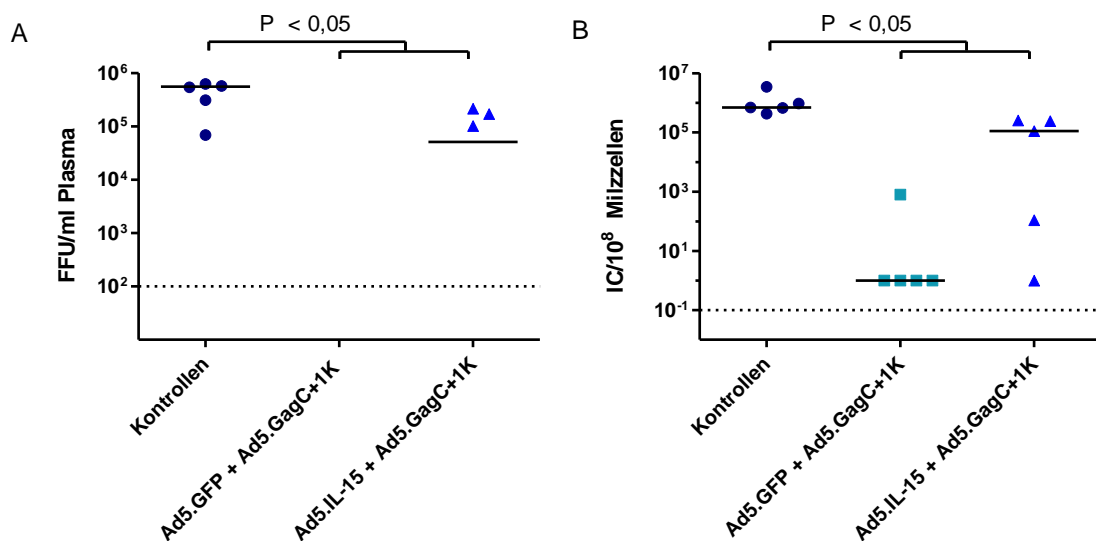 A
P < 0,05
FFU/ml Plasma
10⁶
10⁵
10⁴
10³
10²
Kontrollen
Ad5.GFP + Ad5.GagC+1K
Ad5.IL-15 + Ad5.GagC+1K
B
P < 0,05
IC/10⁸ Milzzellen
10⁷
10⁵
10³
10¹
10⁻¹
Kontrollen
Ad5.GFP + Ad5.GagC+1K
Ad5.IL-15 + Ad5.GagC+1K